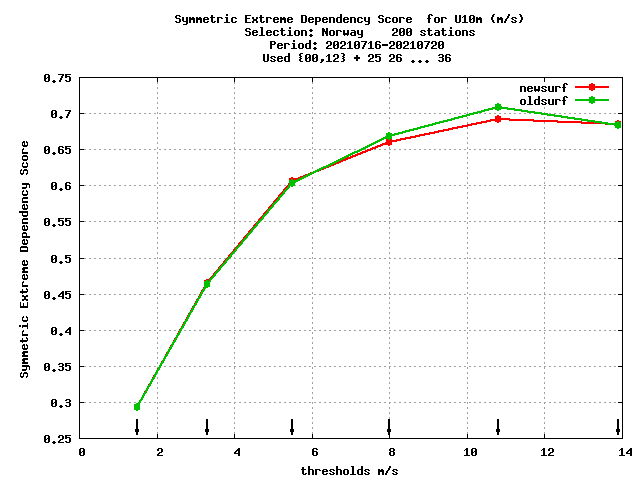 Symmetric Extreme Dependency Score  for U10m (m/s)
Selection: Norway    200 stations
Period: 20210716-20210720
Used {00,12} + 25 26 ... 36
newsurf
oldsurf
Symmetric Extreme Dependency Score
0.75
0.7
0.65
0.6
0.55
0.5
0.45
0.4
0.35
0.3
0.25
0 2 4 6 8 10 12 14
thresholds m/s